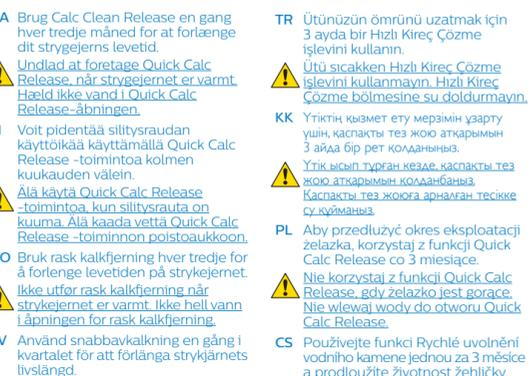 A Brug Calc Clean Release en gang
hver tredje måned for at forlænge
dit strygejerns levetid.
Undlad at foretage Quick Calc
Release, når strygejernet er varmt.
Hæld ikke vand i Quick Calc
Release-åbningen.
I Voit pidentää silitysraudan
käyttöikää käyttämällä Quick Calc
Release -toimintoa kolmen
kuukauden välein.
Älä käytä Quick Calc Release
-toimintoa, kun silitysrauta on
kuuma. Älä kaada vettä Quick Calc
Release -toiminnon poistoaukkoon.
O Bruk rask kalkfjerning hver tredje for
å forlenge levetiden på strykejernet.
Ikke utfør rask kalkfjerning når
strykejernet er varmt. Ikke hell vann
i åpningen for rask kalkfjerning.
V Använd snabbavkalkning en gång i
kvartalet för att förlänga strykjärnets
livslängd.
TR Ütünüzün ömrünü uzatmak için
3 ayda bir Hızlı Kireç Çözme
işlevini kullanın.
Ütü sıcakken Hızlı Kireç Çözme
işlevini kullanmayın. Hızlı Kireç
Çözme bölmesine su doldurmayın.
KK Үтіктің қызмет ету мерзімін ұзарту
үшін, қаспақты тез жою атқарымын
3 айда бір рет қолданыңыз.
Үтік ысып тұрған кезде, қаспақты тез
жою атқарымын қолданбаңыз.
Қаспақты тез жоюға арналған тесікке
су құймаңыз.
PL Aby przedłużyć okres eksploatacji
żelazka, korzystaj z funkcji Quick
Calc Release co 3 miesiące.
Nie korzystaj z funkcji Quick Calc
Release, gdy żelazko jest gorące.
Nie wlewaj wody do otworu Quick
Calc Release.
CS Používejte funkci Rychlé uvolnění
vodního kamene jednou za 3 měsíce
a prodloužíte životnost žehličky